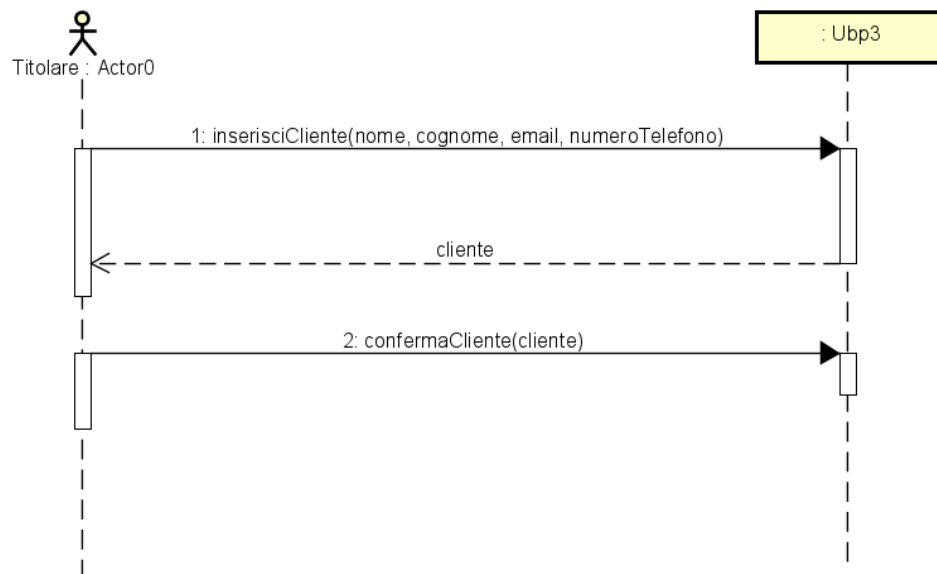 Titolare : Actor0
: Ubp3
1: inserisciCliente(nome, cognome, email, numeroTelefono)
cliente
2: confermaCliente(cliente)